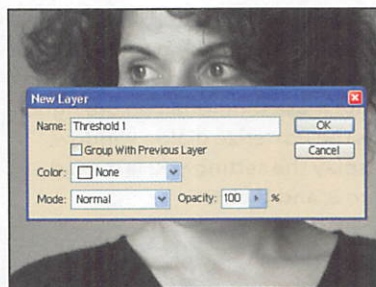 New Layer
Name: Threshold 1 OK
Group With Previous Layer Cancel
Color: None
Mode: Normal Opacity: 100 %